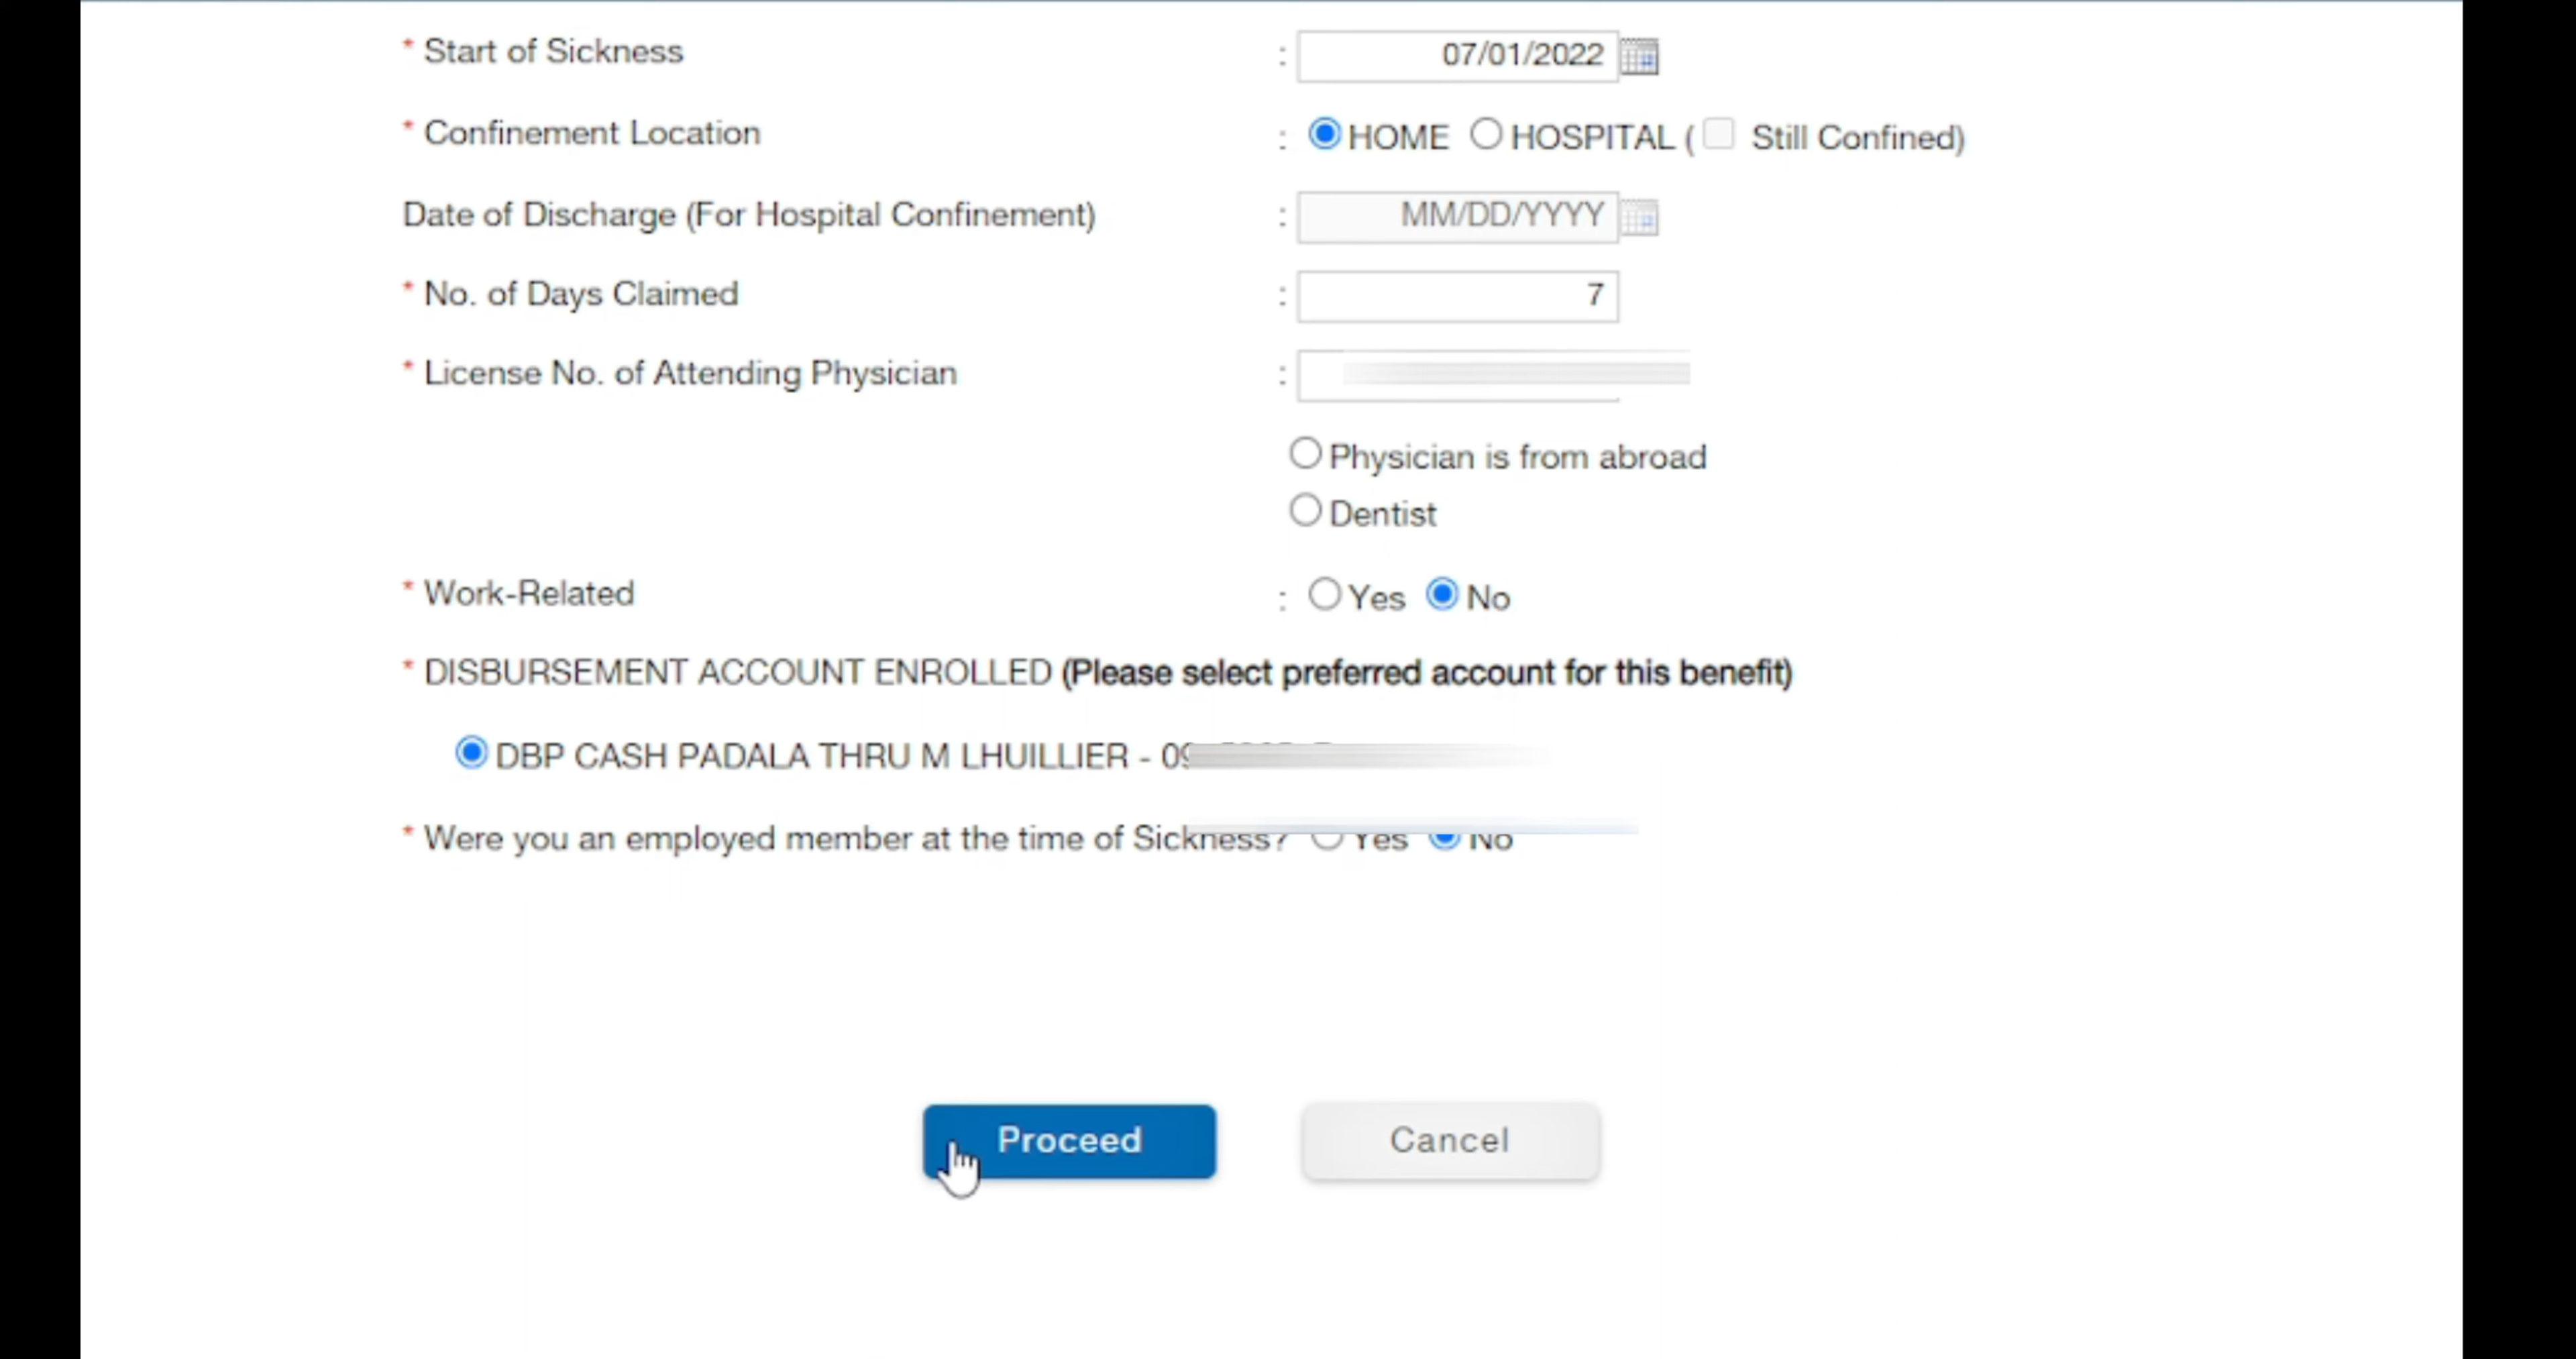 * Start of Sickness : 07/01/2022
* Confinement Location : HOME HOSPITAL ( Still Confined)
Date of Discharge (For Hospital Confinement) : MM/DD/YYYY
* No. of Days Claimed : 7
* License No. of Attending Physician :
Physician is from abroad
Dentist
* Work-Related : Yes No
* DISBURSEMENT ACCOUNT ENROLLED (Please select preferred account for this benefit)
DBP CASH PADALA THRU M LHUILLIER -
* Were you an employed member at the time of Sickness? Yes No
Proceed Cancel